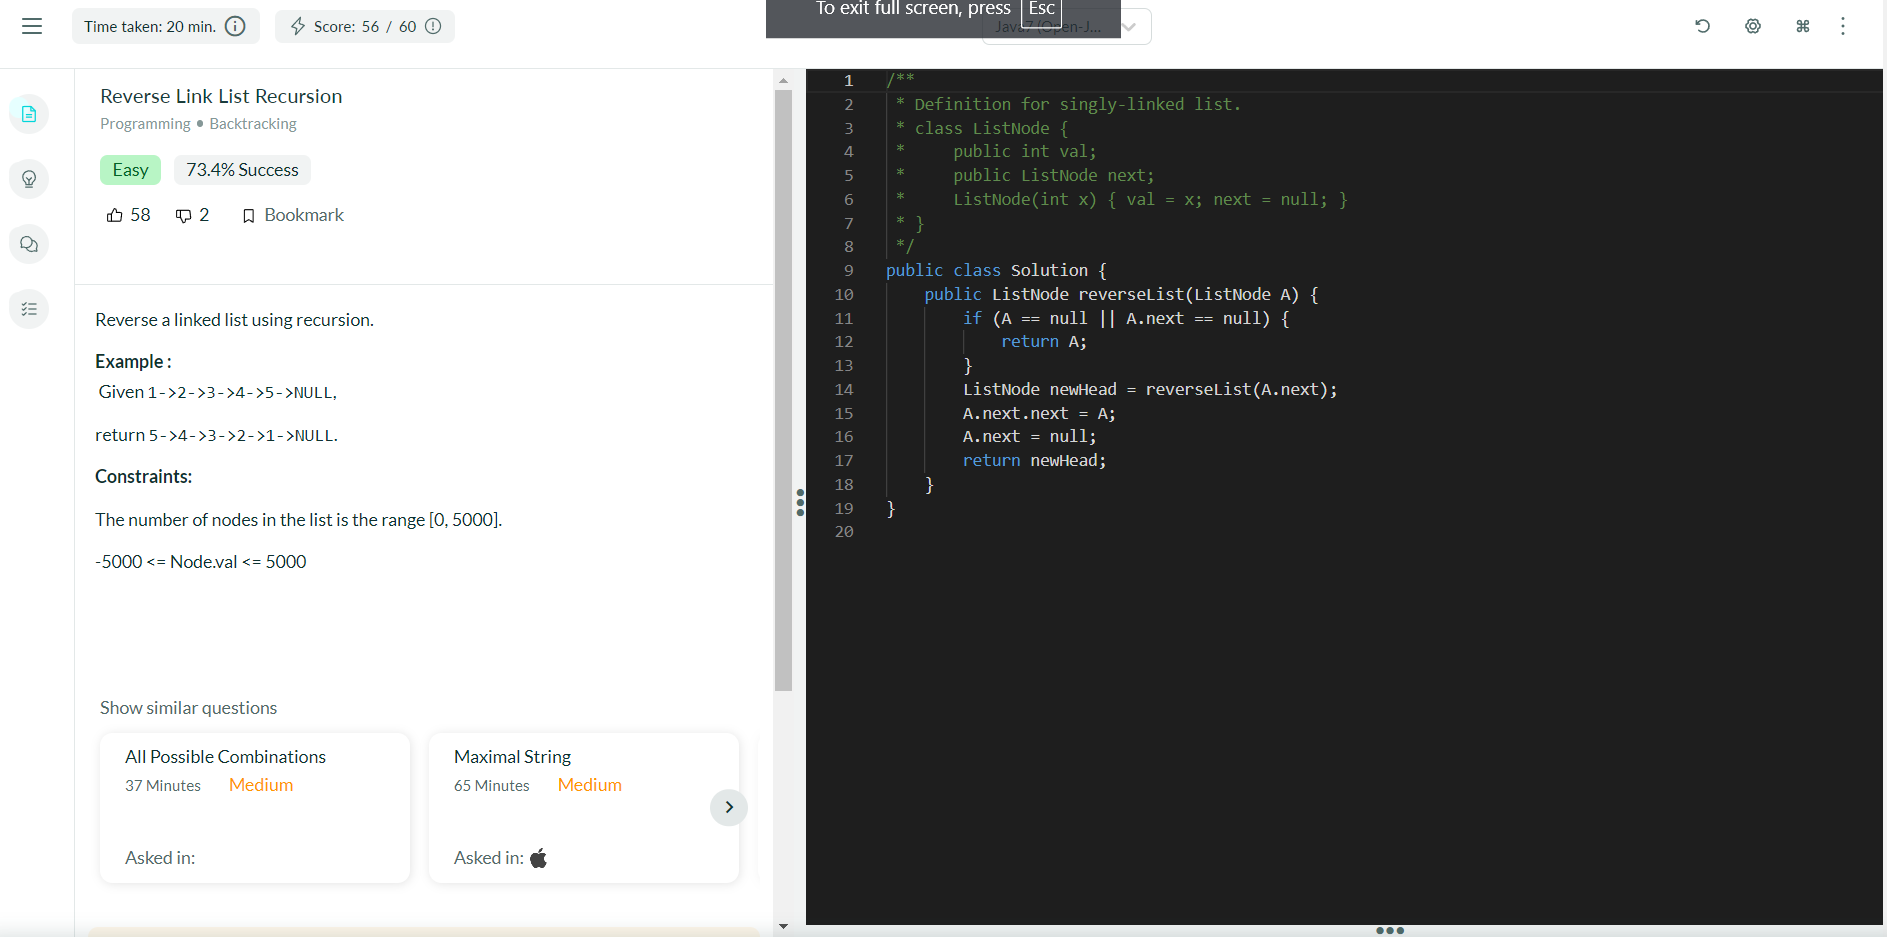 Time taken: 20 min.
Score: 56 / 60
To exit full screen, press Esc
Java7 (Open-J...
Reverse Link List Recursion
Programming • Backtracking
Easy
73.4% Success
58
2
Bookmark
Reverse a linked list using recursion.
Example :
Given 1->2->3->4->5->NULL,
return 5->4->3->2->1->NULL.
Constraints:
The number of nodes in the list is the range [0, 5000].
-5000 <= Node.val <= 5000
Show similar questions
All Possible Combinations
37 Minutes Medium
Asked in:
Maximal String
65 Minutes Medium
Asked in:
1 /**
2  * Definition for singly-linked list.
3  * class ListNode {
4  *     public int val;
5  *     public ListNode next;
6  *     ListNode(int x) { val = x; next = null; }
7  * }
8  */
9 public class Solution {
10     public ListNode reverseList(ListNode A) {
11         if (A == null || A.next == null) {
12             return A;
13         }
14         ListNode newHead = reverseList(A.next);
15         A.next.next = A;
16         A.next = null;
17         return newHead;
18     }
19 }
20